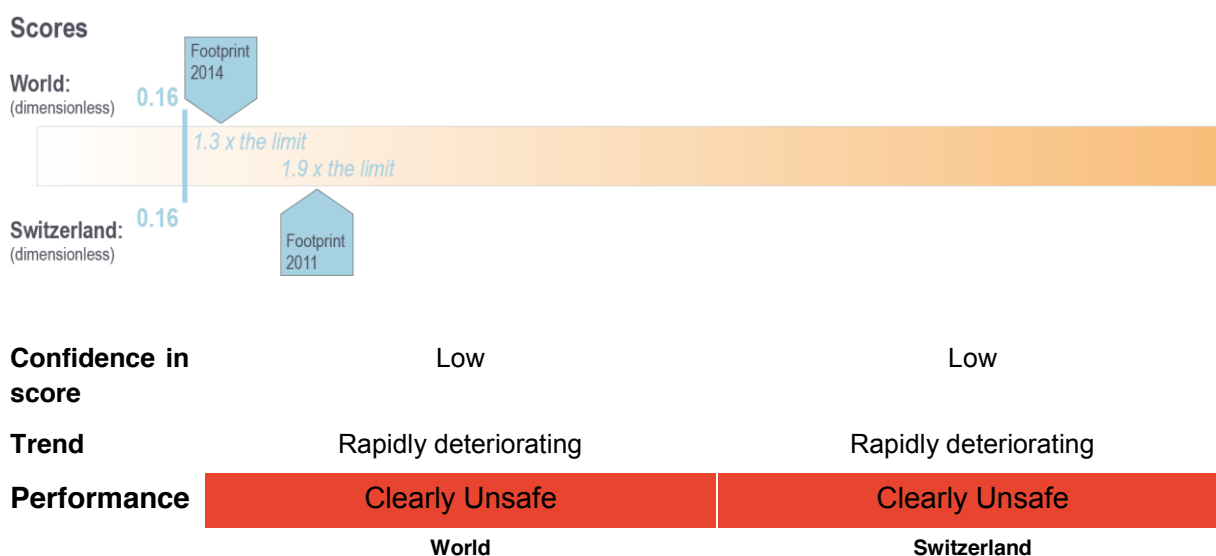 Scores
Footprint
2014
World:
(dimensionless)
0.16
1.3 x the limit
1.9 x the limit
0.16
Switzerland:
(dimensionless)
Footprint
2011
Confidence in
score
Low
Low
Trend
Rapidly deteriorating
Rapidly deteriorating
Performance
Clearly Unsafe
Clearly Unsafe
World
Switzerland